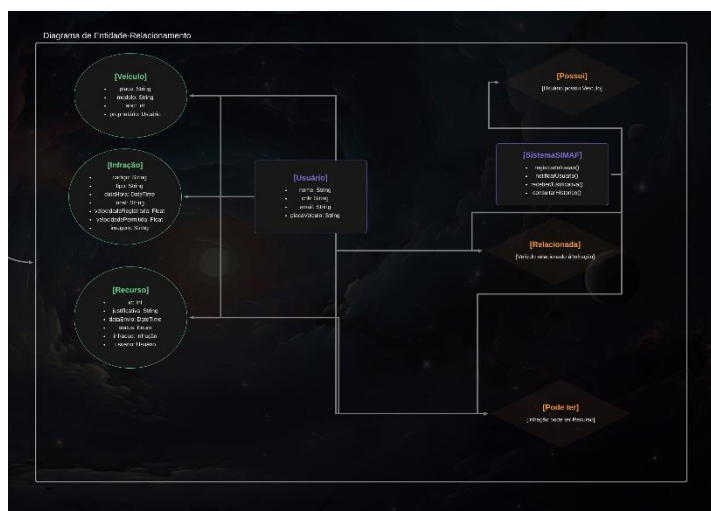 Diagrama de Entidade-Relacionamento
[Veículo]
placa: String
modelo: String
ano: Int
proprietário: Usuário
[Infração]
codigo: String
tipo: String
dataHora: DateTime
local: String
velocidadeRegistrada: Float
velocidadePermitida: Float
imagem: String
[Recurso]
id: Int
justificativa: String
dataEnvio: DateTime
status: Enum
infracao: Infração
usuario: Usuário
[Usuário]
nome: String
cnh: String
email: String
placaVeiculo: String
[Possui]
[Usuário possui Veículo]
[SistemaSIMAF]
registrarInfracao()
notificarUsuario()
receberJustificativa()
consultarHistorico()
[Relacionada]
[Veículo relacionado à Infração]
[Pode ter]
[Infração pode ter Recurso]